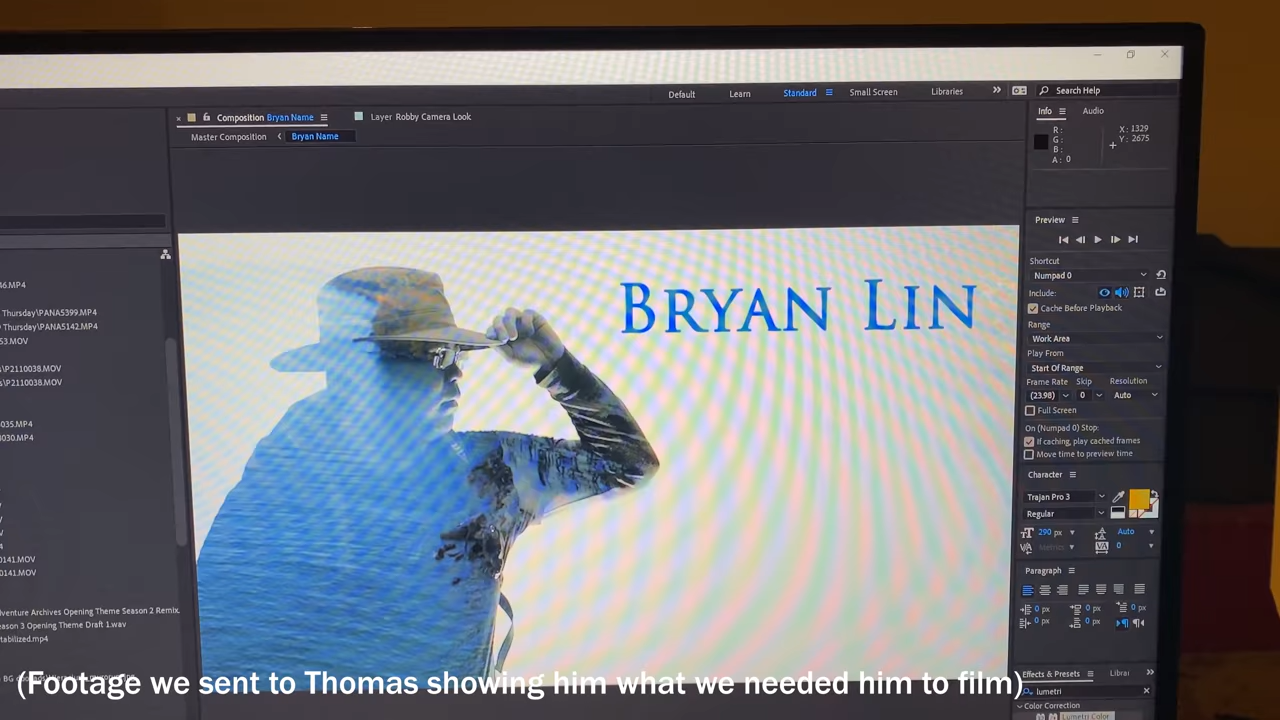 Default
Learn
Standard
Small Screen
Libraries
Search Help
Composition Bryan Name
Layer Robby Camera Look
Master Composition
Bryan Name
Info
Audio
R :
G :
B :
A : 0
X : 1329
Y : 2675
46.MP4
Thursday\PANA5399.MP4
Thursday\PANA5142.MP4
53.MOV
s\P2110038.MOV
s\P2110038.MOV
035.MOV
3030.MP4
V
V
V
4
0141.MOV
0141.MOV
dventure Archives Opening Theme Season 2 Remix.
eason 3 Opening Theme Draft 1.wav
tabilized.mp4
BRYAN LIN
Preview
Shortcut
Numpad 0
Include:
Cache Before Playback
Range
Work Area
Play From
Start Of Range
Frame Rate Skip Resolution
(23.98) 0 Auto
Full Screen
On (Numpad 0) Stop:
If caching, play cached frames
Move time to preview time
Character
Trajan Pro 3
Regular
290 px
Auto
Metrics
0
Paragraph
0 px 0 px 0 px
0 px 0 px
Effects & Presets
Librai
lumetri
Color Correction
Lumetri Color
(Footage we sent to Thomas showing him what we needed him to film)